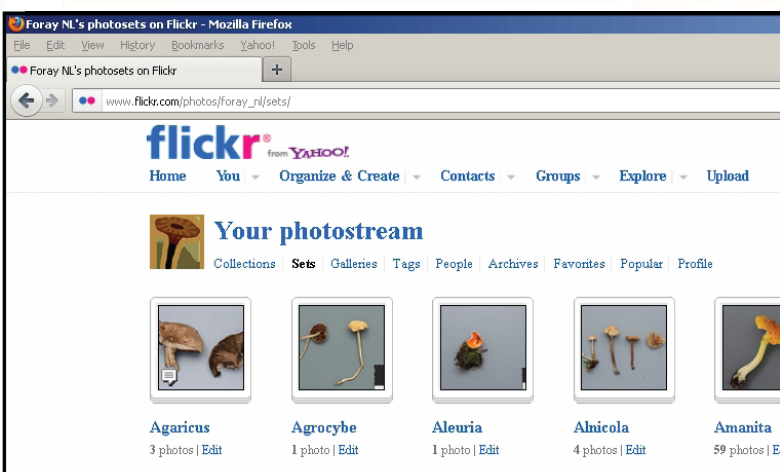 Foray NL's photosets on Flickr - Mozilla Firefox
File Edit View History Bookmarks Yahoo! Tools Help
Foray NL's photosets on Flickr +
www.flickr.com/photos/foray_nl/sets/
flickr® from YAHOO!
Home You Organize & Create Contacts Groups Explore Upload
Your photostream
Collections Sets Galleries Tags People Archives Favorites Popular Profile
Agaricus Agrocybe Aleuria Alnicola Amanita
3 photos | Edit 1 photo | Edit 1 photo | Edit 4 photos | Edit 59 photos | E